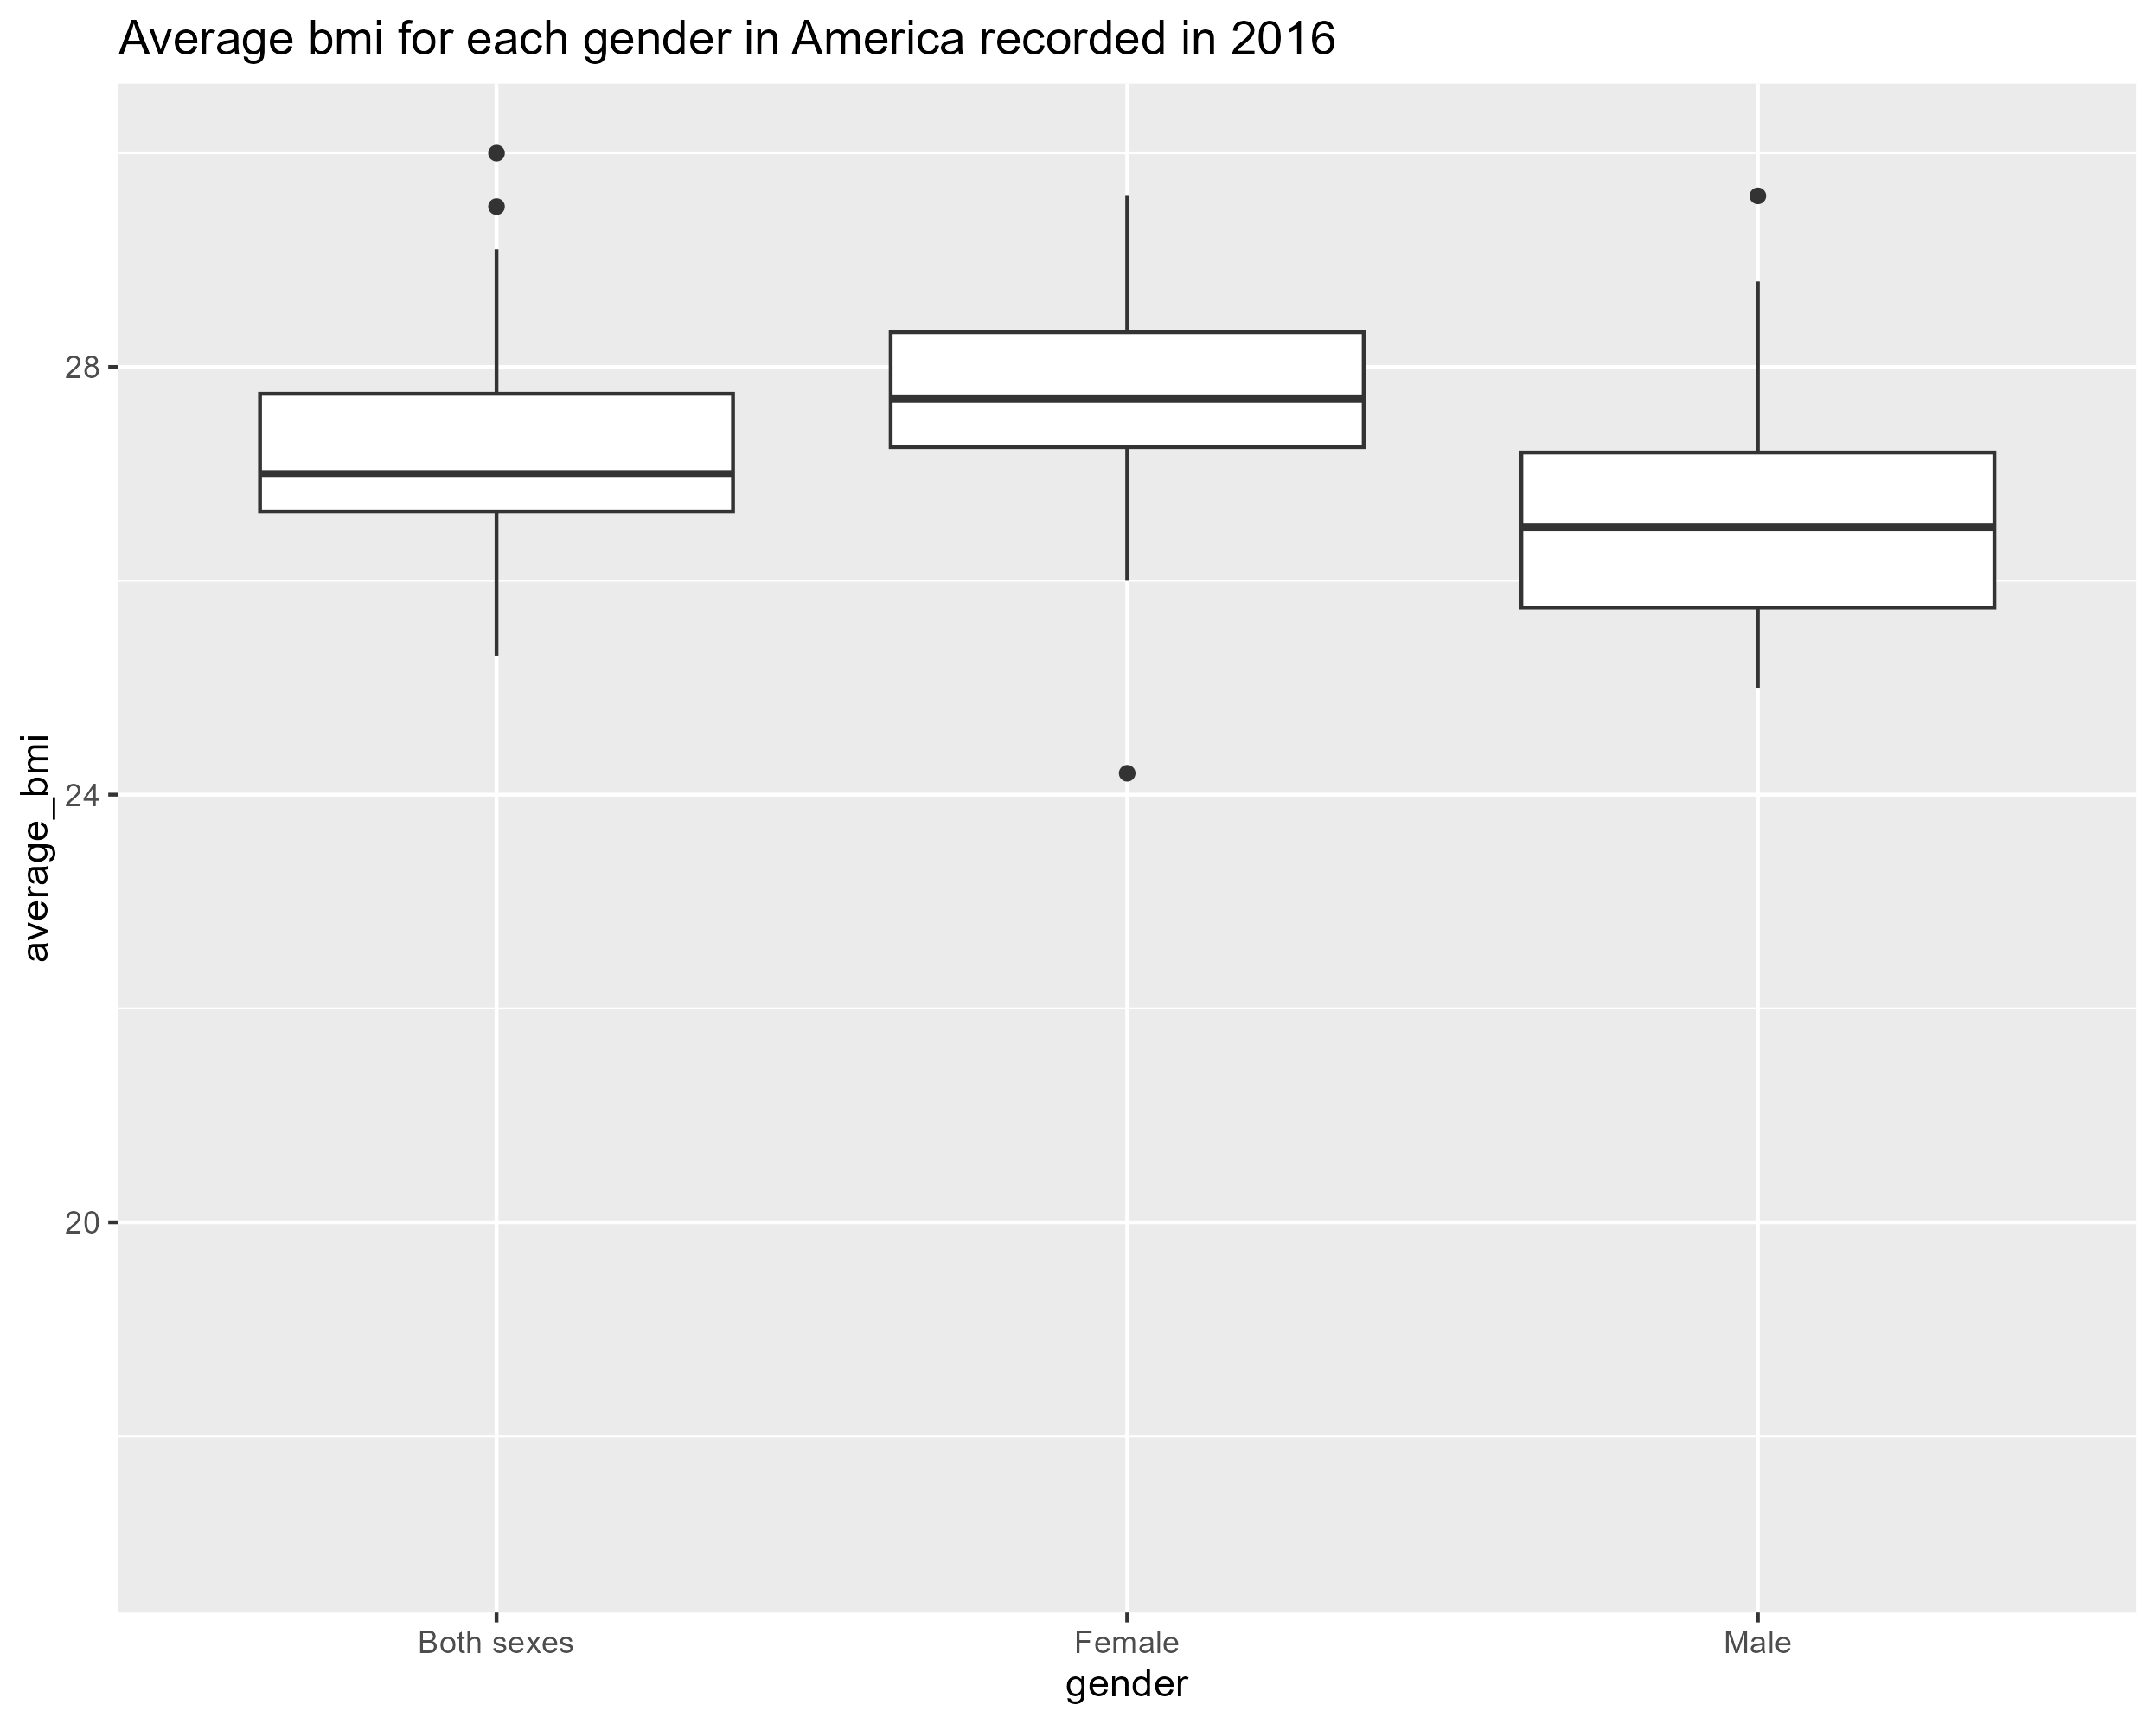 Average bmi for each gender in America recorded in 2016
average_bmi
28
24
20
Both sexes Female Male
gender